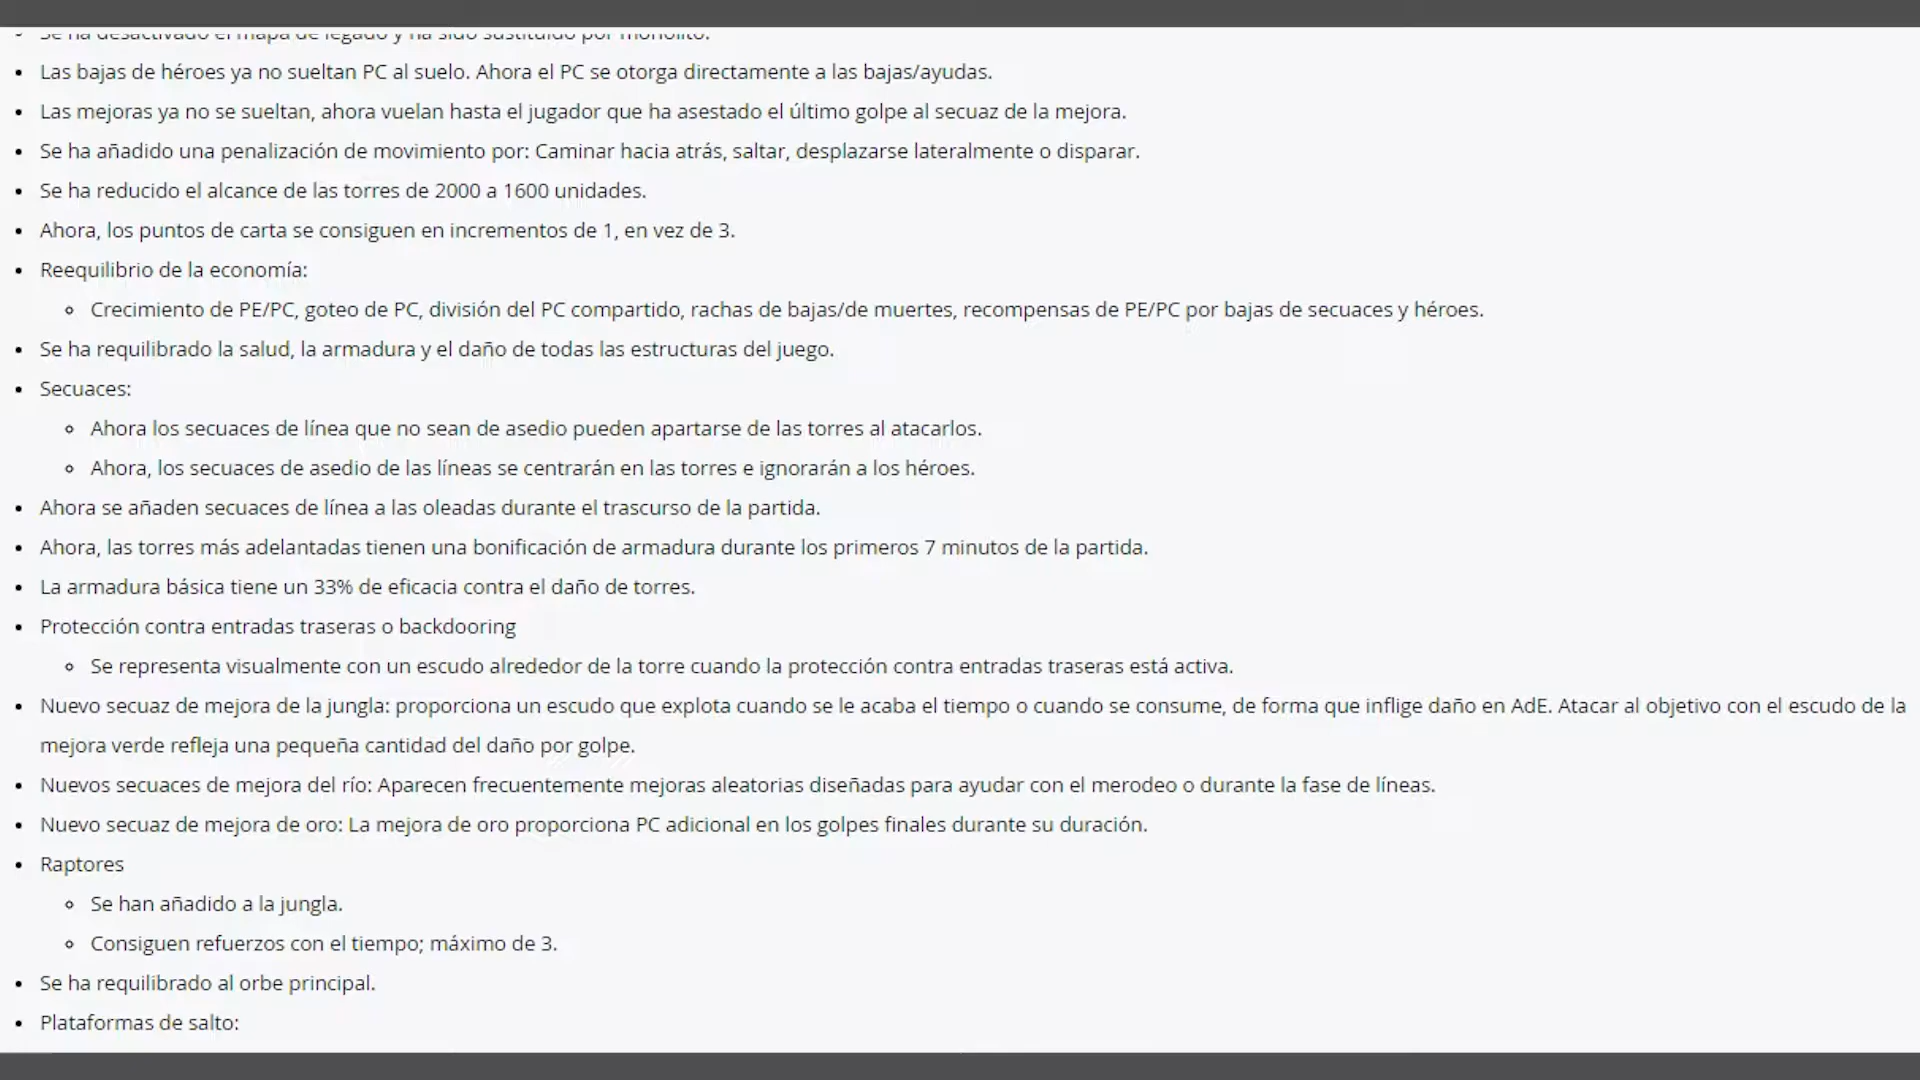 Se ha desactivado el mapa de legado y ha sido sustituido por monolito.
Las bajas de héroes ya no sueltan PC al suelo. Ahora el PC se otorga directamente a las bajas/ayudas.
Las mejoras ya no se sueltan, ahora vuelan hasta el jugador que ha asestado el último golpe al secuaz de la mejora.
Se ha añadido una penalización de movimiento por: Caminar hacia atrás, saltar, desplazarse lateralmente o disparar.
Se ha reducido el alcance de las torres de 2000 a 1600 unidades.
Ahora, los puntos de carta se consiguen en incrementos de 1, en vez de 3.
Reequilibrio de la economía:
Crecimiento de PE/PC, goteo de PC, división del PC compartido, rachas de bajas/de muertes, recompensas de PE/PC por bajas de secuaces y héroes.
Se ha requilibrado la salud, la armadura y el daño de todas las estructuras del juego.
Secuaces:
Ahora los secuaces de línea que no sean de asedio pueden apartarse de las torres al atacarlos.
Ahora, los secuaces de asedio de las líneas se centrarán en las torres e ignorarán a los héroes.
Ahora se añaden secuaces de línea a las oleadas durante el trascurso de la partida.
Ahora, las torres más adelantadas tienen una bonificación de armadura durante los primeros 7 minutos de la partida.
La armadura básica tiene un 33% de eficacia contra el daño de torres.
Protección contra entradas traseras o backdooring
Se representa visualmente con un escudo alrededor de la torre cuando la protección contra entradas traseras está activa.
Nuevo secuaz de mejora de la jungla: proporciona un escudo que explota cuando se le acaba el tiempo o cuando se consume, de forma que inflige daño en AdE. Atacar al objetivo con el escudo de la
mejora verde refleja una pequeña cantidad del daño por golpe.
Nuevos secuaces de mejora del río: Aparecen frecuentemente mejoras aleatorias diseñadas para ayudar con el merodeo o durante la fase de líneas.
Nuevo secuaz de mejora de oro: La mejora de oro proporciona PC adicional en los golpes finales durante su duración.
Raptores
Se han añadido a la jungla.
Consiguen refuerzos con el tiempo; máximo de 3.
Se ha requilibrado al orbe principal.
Plataformas de salto: